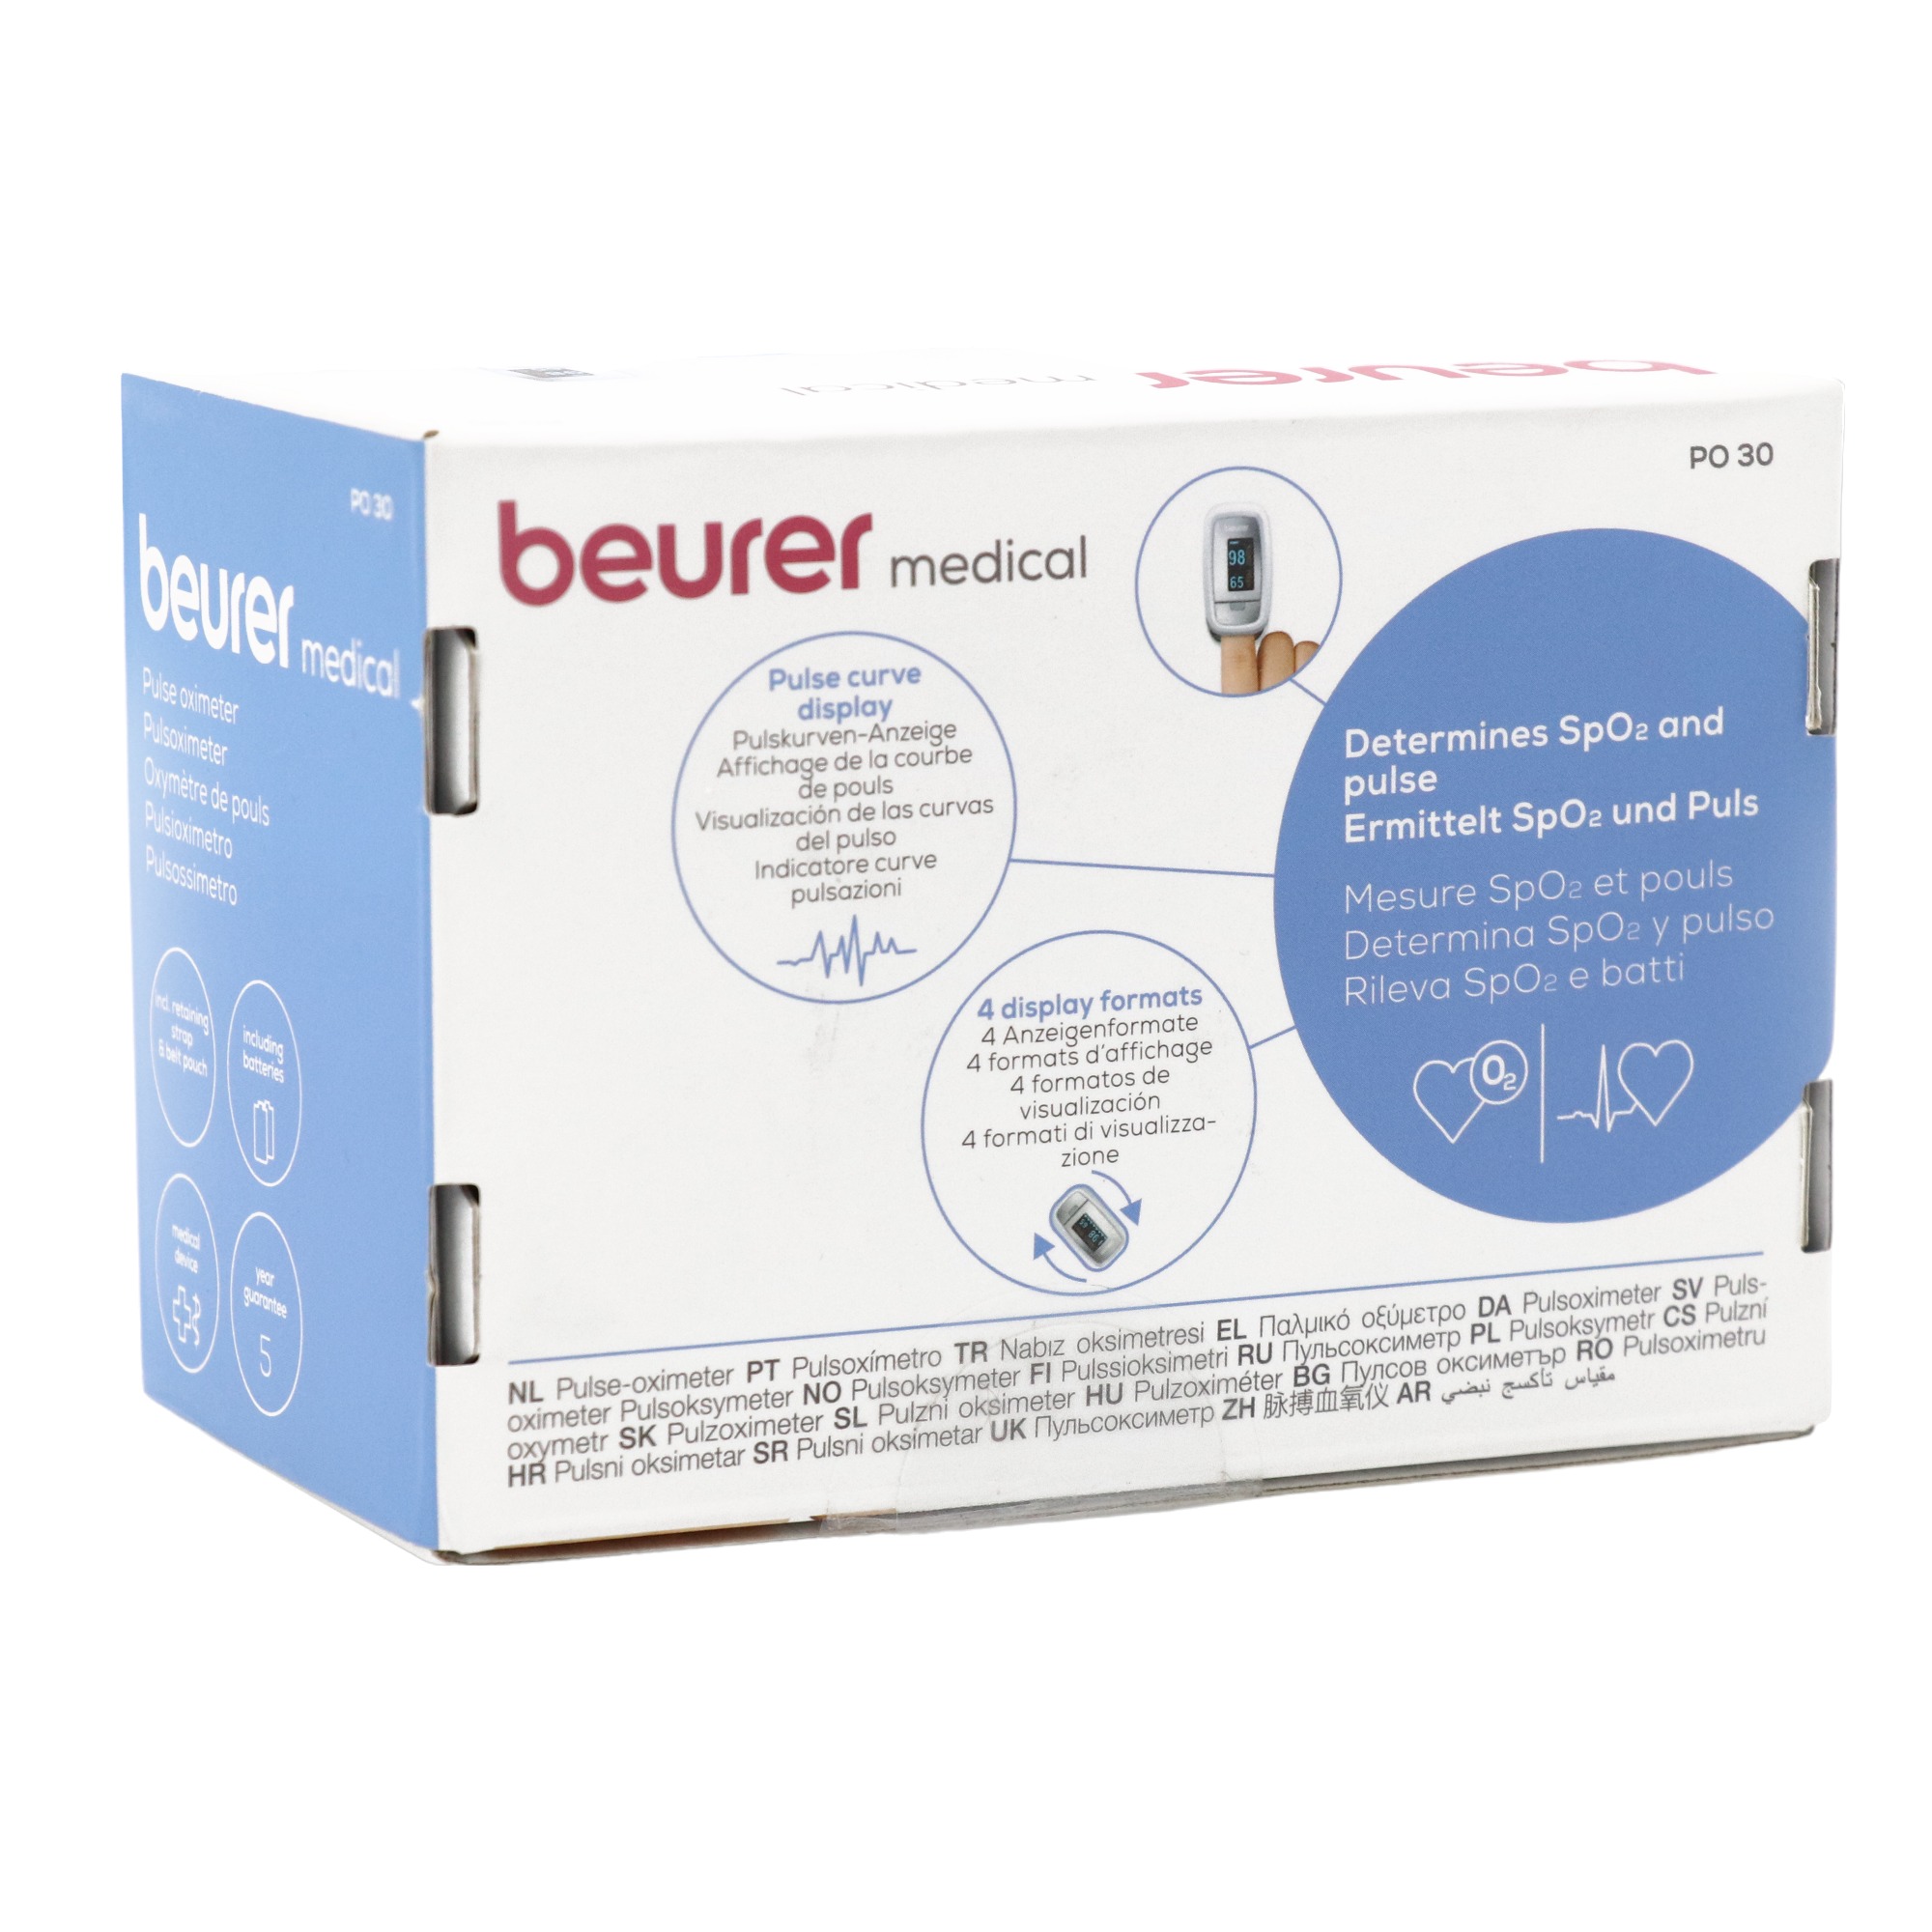 beurer medical
PO 30
beurer medical
Pulse oximeter
Pulsoximeter
Oxymètre de pouls
Pulsioximetro
Pulsossimetro
incl. retaining
strap
& belt pouch
including
batteries
medical
device
year
guarantee
5
PO 30
beurer medical
98
65
Pulse curve
display
Pulskurven-Anzeige
Affichage de la courbe
de pouls
Visualización de las curvas
del pulso
Indicatore curve
pulsazioni
4 display formats
4 Anzeigenformate
4 formats d'affichage
4 formatos de
visualización
4 formati di visualizza-
zione
Determines SpO₂ and
pulse
Ermittelt SpO₂ und Puls
Mesure SpO₂ et pouls
Determina SpO₂ y pulso
Rileva SpO₂ e batti
O₂
NL Pulse-oximeter PT Pulsoxímetro TR Nabız oksimetresi EL Παλμικό οξύμετρο DA Pulsoximeter SV Puls-
oximeter Pulsoksymeter NO Pulsoksymeter FI Pulssioksimetri RU Пульсоксиметр PL Pulsoksymetr CS Pulzní
oxymetr SK Pulzoximeter SL Pulzni oksimeter HU Pulzoximéter BG Пулсов оксиметър RO Pulsoximetru
HR Pulsni oksimetar SR Pulsni oksimetar UK Пульсоксиметр ZH 脉搏血氧仪 AR مقياس تأكسج نبضي